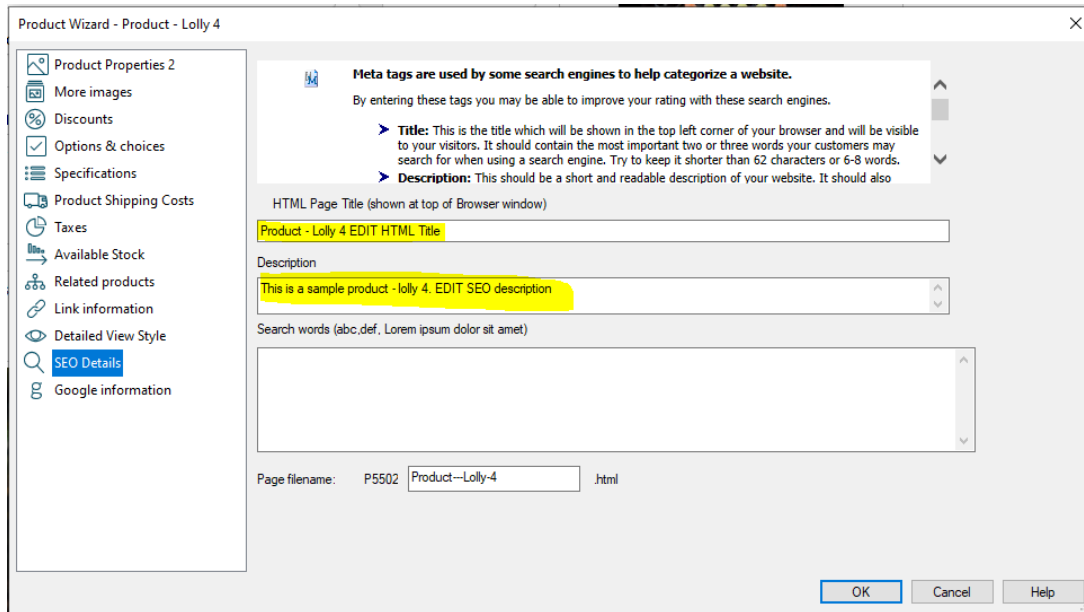 Product Wizard - Product - Lolly 4
Product Properties 2
More images
Discounts
Options & choices
Specifications
Product Shipping Costs
Taxes
Available Stock
Related products
Link information
Detailed View Style
SEO Details
Google information
Meta tags are used by some search engines to help categorize a website.
By entering these tags you may be able to improve your rating with these search engines.
Title: This is the title which will be shown in the top left corner of your browser and will be visible
to your visitors. It should contain the most important two or three words your customers may
search for when using a search engine. Try to keep it shorter than 62 characters or 6-8 words.
Description: This should be a short and readable description of your website. It should also
HTML Page Title (shown at top of Browser window)
Product - Lolly 4 EDIT HTML Title
Description
This is a sample product - lolly 4. EDIT SEO description
Search words (abc,def, Lorem ipsum dolor sit amet)
Page filename: P5502 Product---Lolly-4 .html
OK Cancel Help